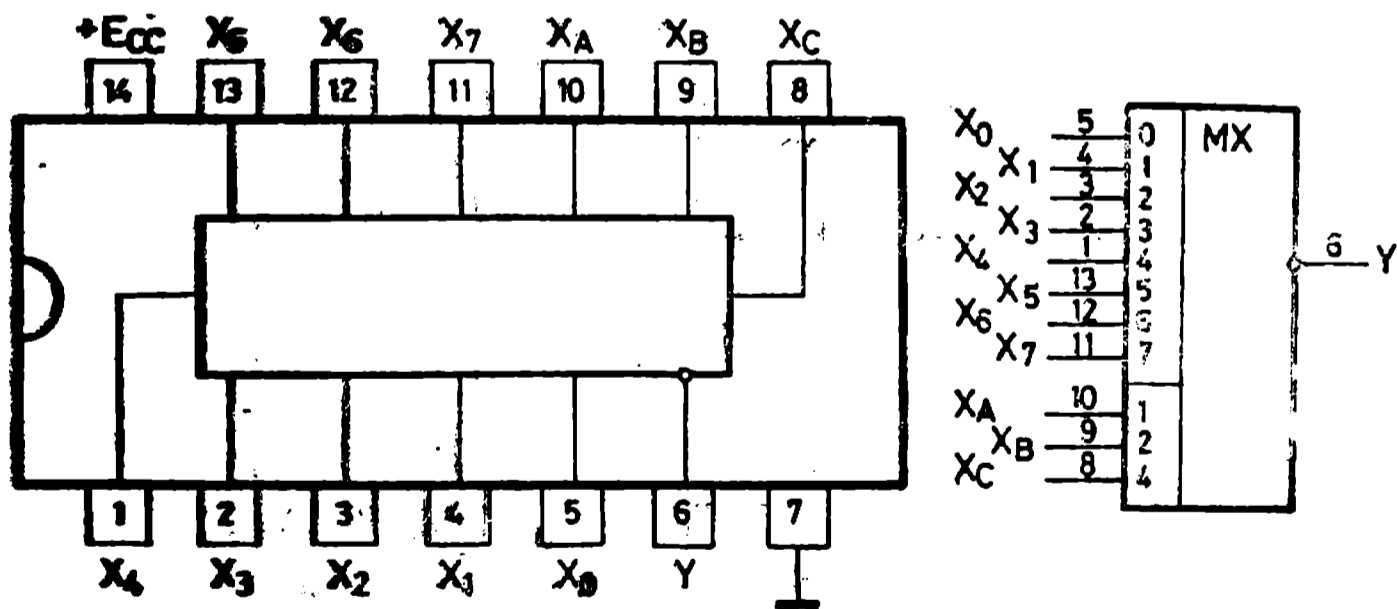 +ECC X5 X6 X7 XA XB XC
14 13 12 11 10 9 8
1 2 3 4 5 6 7
X4 X3 X2 X1 X0 Y
MX
X0 5 0
X1 4 1
X2 3 2
X3 2 3
X4 1 4
X5 13 5
X6 12 6
X7 11 7
6 Y
XA 10 1
XB 9 2
XC 8 4